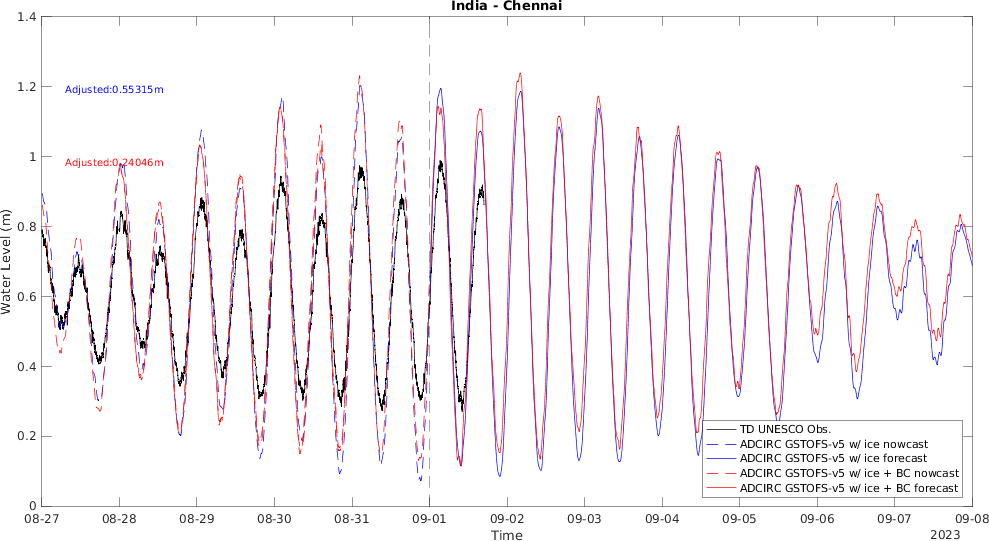 India - Chennai
Water Level (m)
1.4
1.2
1
0.8
0.6
0.4
0.2
0
Adjusted:0.55315m
Adjusted:0.24046m
TD UNESCO Obs.
ADCIRC GSTOFS-v5 w/ ice nowcast
ADCIRC GSTOFS-v5 w/ ice forecast
ADCIRC GSTOFS-v5 w/ ice + BC nowcast
ADCIRC GSTOFS-v5 w/ ice + BC forecast
08-27 08-28 08-29 08-30 08-31 09-01 09-02 09-03 09-04 09-05 09-06 09-07 09-08
Time
2023